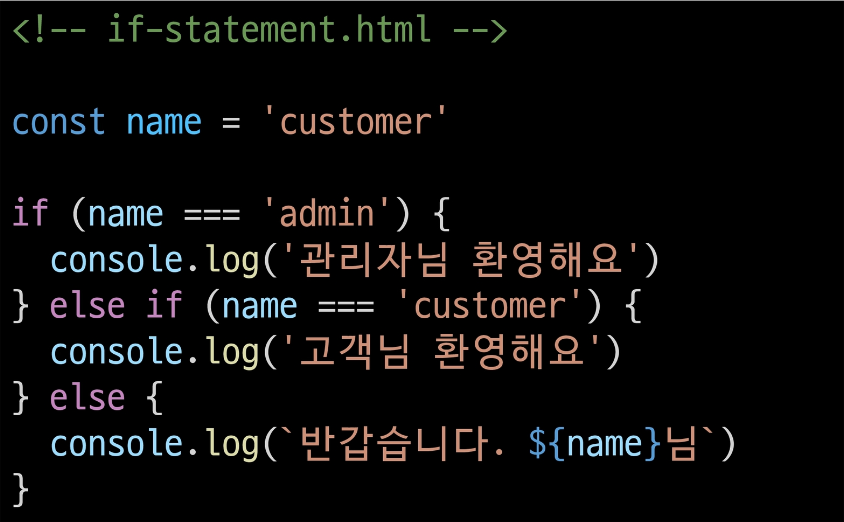 <!-- if-statement.html -->
const name = 'customer'
if (name === 'admin') {
  console.log('관리자님 환영해요')
} else if (name === 'customer') {
  console.log('고객님 환영해요')
} else {
  console.log(`반갑습니다. ${name}님`)
}